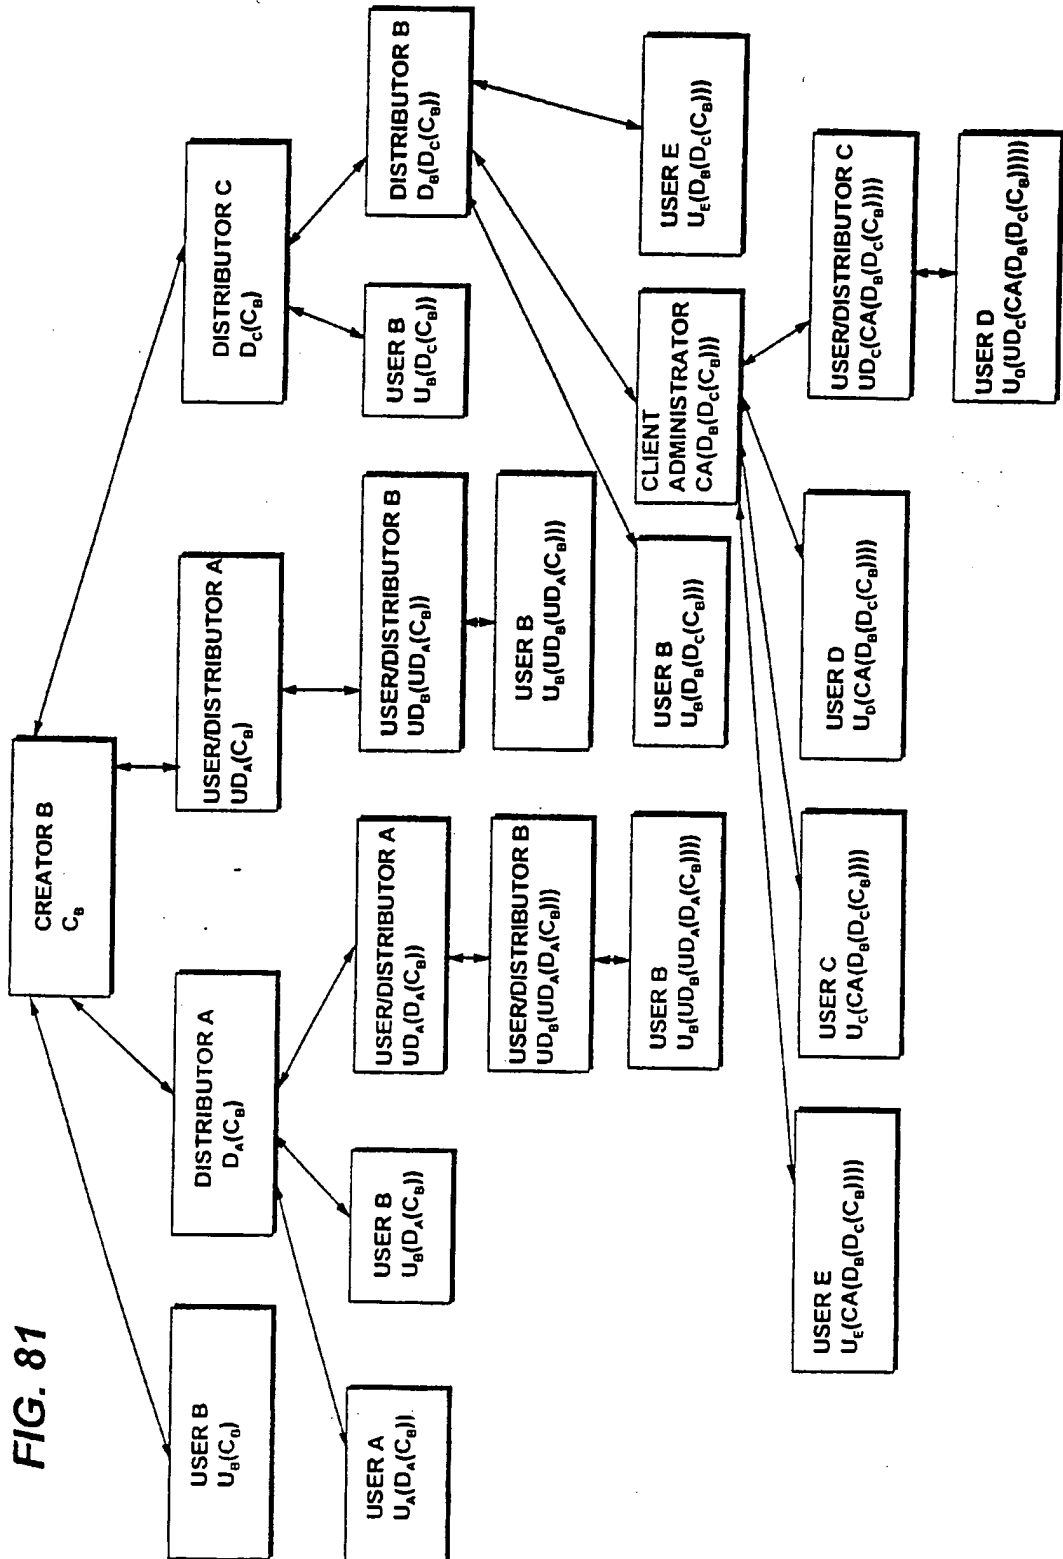 FIG. 81
CREATOR B
C_B
USER B
U_B(C_B)
DISTRIBUTOR A
D_A(C_B)
USER/DISTRIBUTOR A
UD_A(C_B)
DISTRIBUTOR C
D_C(C_B)
USER A
U_A(D_A(C_B))
USER B
U_B(D_A(C_B))
USER/DISTRIBUTOR A
UD_A(D_A(C_B))
USER/DISTRIBUTOR B
UD_B(UD_A(C_B))
USER B
U_B(D_C(C_B))
DISTRIBUTOR B
D_B(D_C(C_B))
USER/DISTRIBUTOR B
UD_B(UD_A(D_A(C_B)))
USER B
U_B(UD_B(UD_A(C_B)))
USER B
U_B(UD_B(UD_A(D_A(C_B))))
USER B
U_B(D_B(D_C(C_B)))
CLIENT
ADMINISTRATOR
CA(D_B(D_C(C_B)))
USER E
U_E(D_B(D_C(C_B)))
USER E
U_E(CA(D_B(D_C(C_B))))
USER C
U_C(CA(D_B(D_C(C_B))))
USER D
U_D(CA(D_B(D_C(C_B))))
USER/DISTRIBUTOR C
UD_C(CA(D_B(D_C(C_B))))
USER D
U_D(UD_C(CA(D_B(D_C(C_B)))))